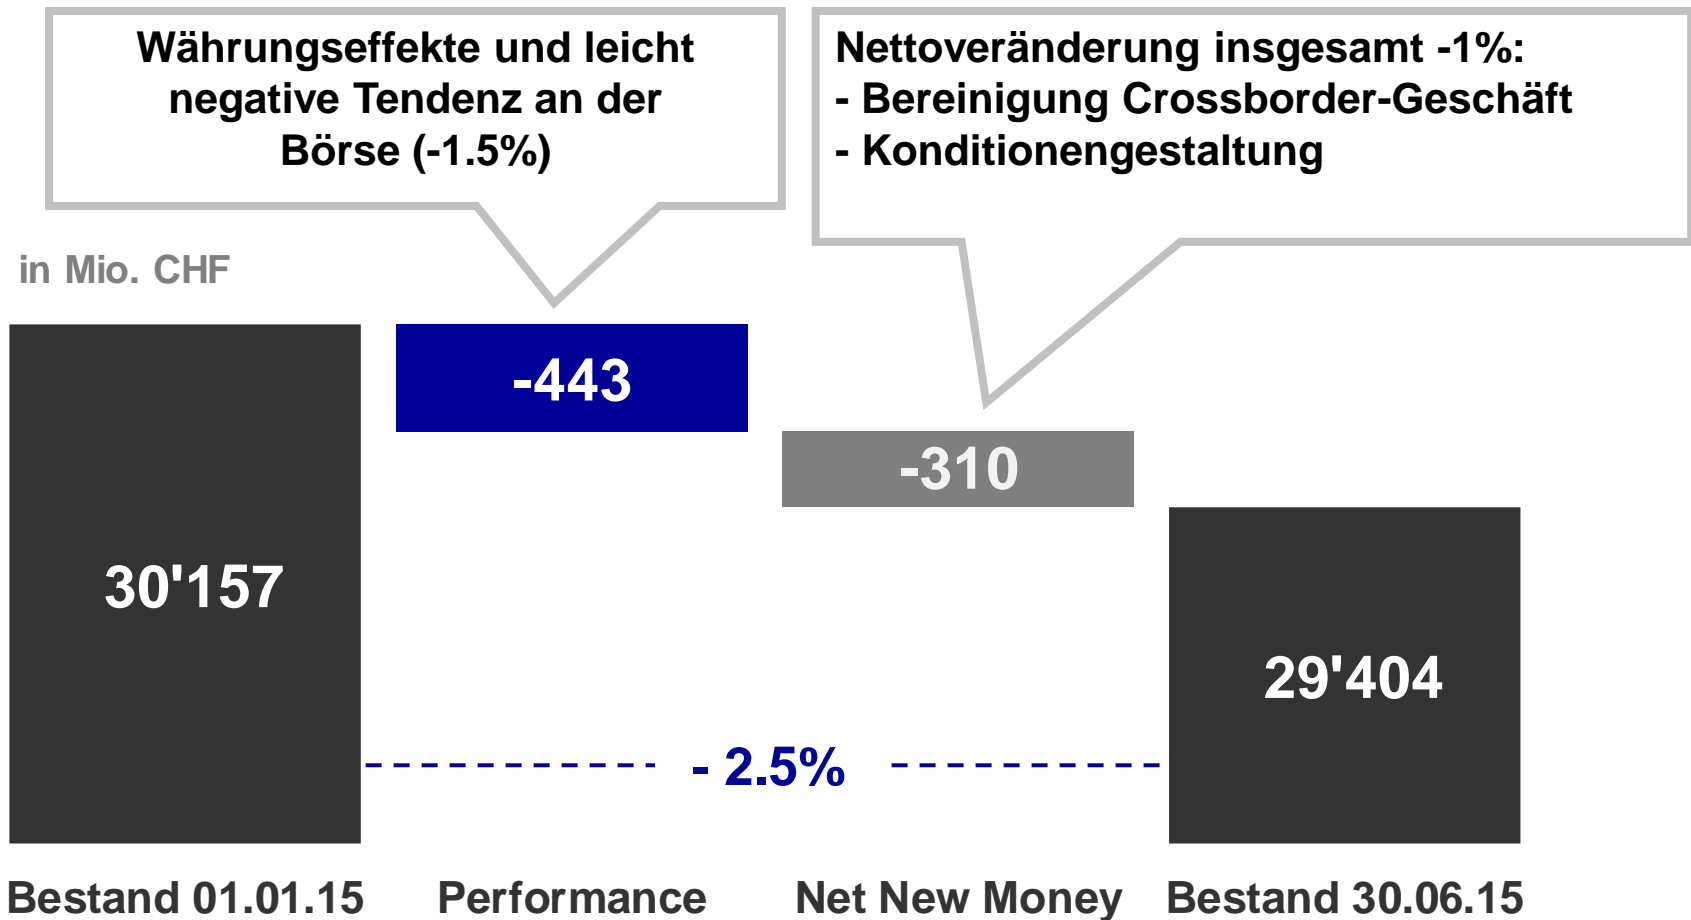 Währungseffekte und leicht
negative Tendenz an der
Börse (-1.5%)
Nettoveränderung insgesamt -1%:
- Bereinigung Crossborder-Geschäft
- Konditionengestaltung
in Mio. CHF
-443
-310
30'157
29'404
- 2.5%
Bestand 01.01.15 Performance Net New Money Bestand 30.06.15